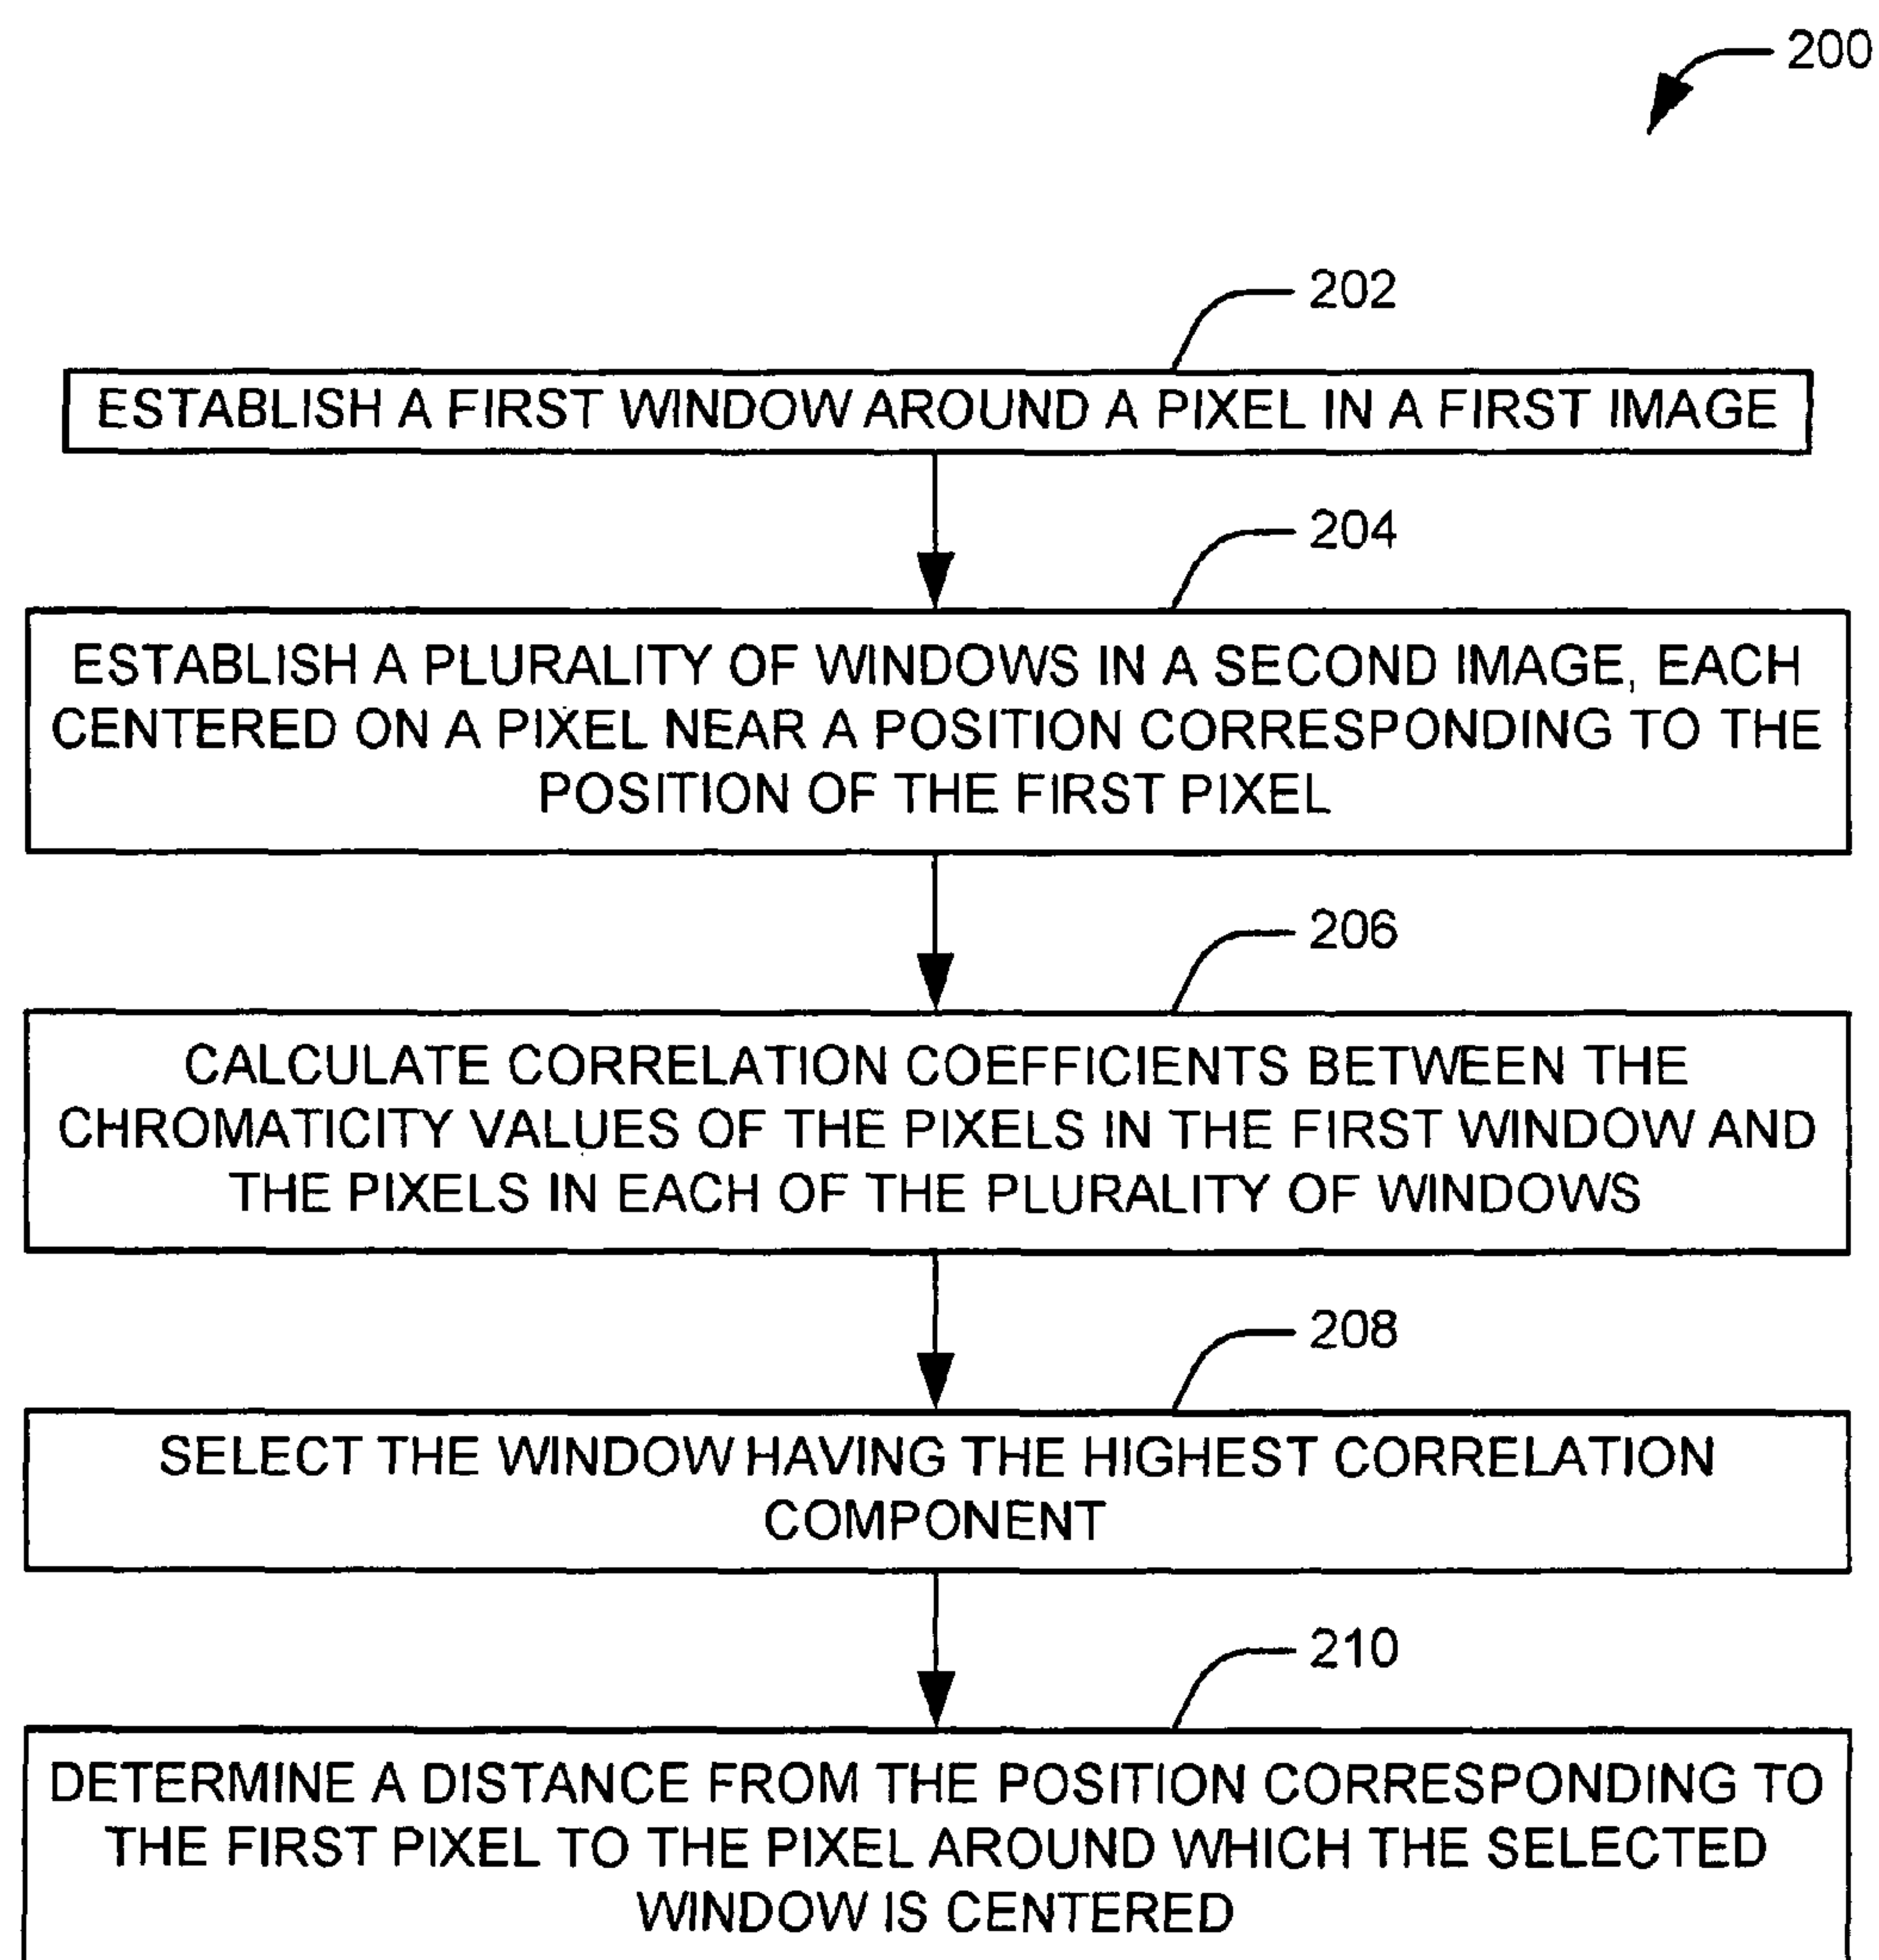 200
202
ESTABLISH A FIRST WINDOW AROUND A PIXEL IN A FIRST IMAGE
204
ESTABLISH A PLURALITY OF WINDOWS IN A SECOND IMAGE, EACH
CENTERED ON A PIXEL NEAR A POSITION CORRESPONDING TO THE
POSITION OF THE FIRST PIXEL
206
CALCULATE CORRELATION COEFFICIENTS BETWEEN THE
CHROMATICITY VALUES OF THE PIXELS IN THE FIRST WINDOW AND
THE PIXELS IN EACH OF THE PLURALITY OF WINDOWS
208
SELECT THE WINDOW HAVING THE HIGHEST CORRELATION
COMPONENT
210
DETERMINE A DISTANCE FROM THE POSITION CORRESPONDING TO
THE FIRST PIXEL TO THE PIXEL AROUND WHICH THE SELECTED
WINDOW IS CENTERED